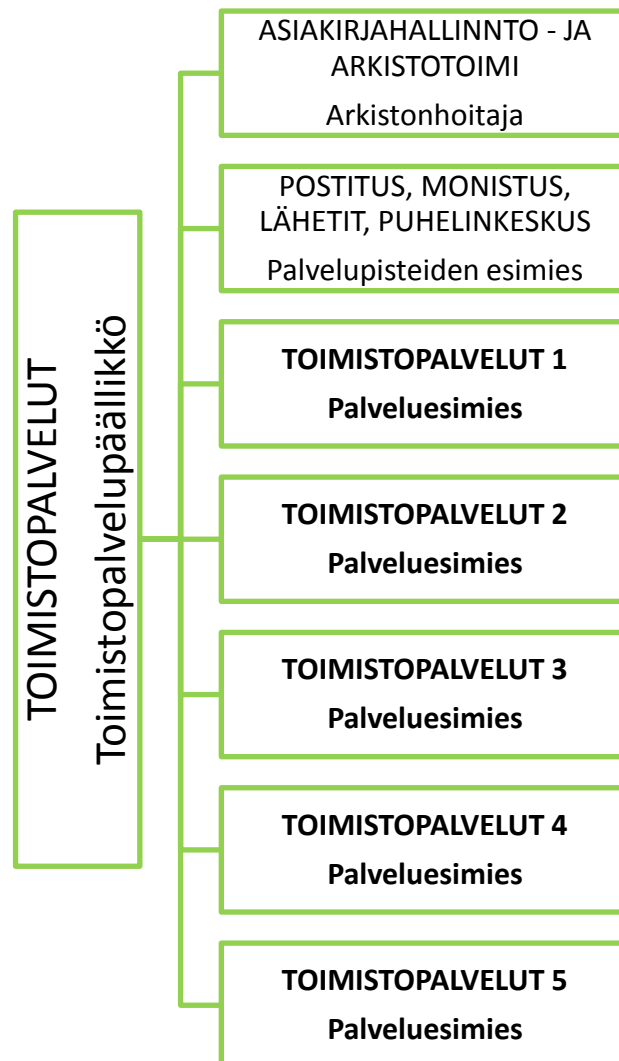 TOIMISTOPALVELUT
Toimistopalvelupäällikkö
ASIAKIRJAHALLINNTO - JA
ARKISTOTOIMI
Arkistonhoitaja
POSTITUS, MONISTUS,
LÄHETIT, PUHELINKESKUS
Palvelupisteiden esimies
TOIMISTOPALVELUT 1
Palveluesimies
TOIMISTOPALVELUT 2
Palveluesimies
TOIMISTOPALVELUT 3
Palveluesimies
TOIMISTOPALVELUT 4
Palveluesimies
TOIMISTOPALVELUT 5
Palveluesimies